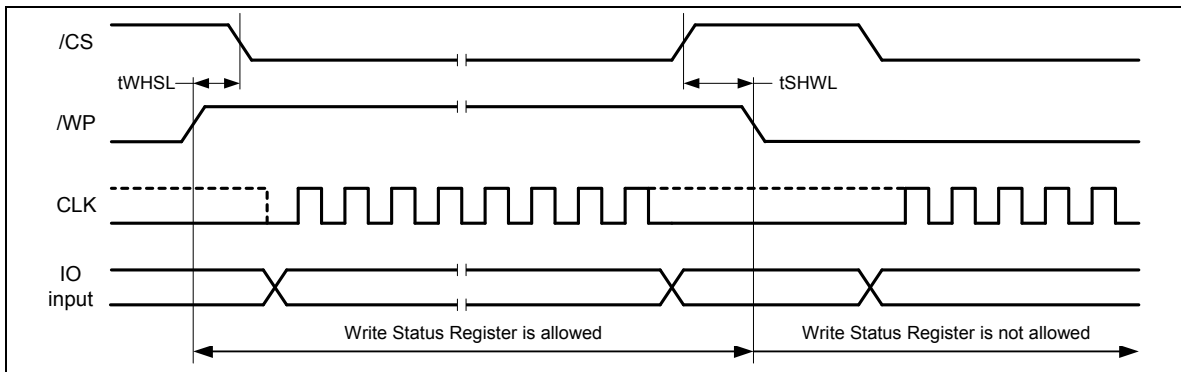 /CS
tWHSL
tSHWL
/WP
CLK
IO
input
Write Status Register is allowed
Write Status Register is not allowed